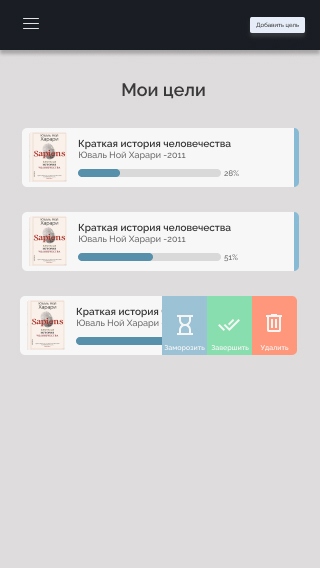 Добавить цель
Мои цели
Юваль Ной
Харари
Sapiens
Краткая история человечества
Юваль Ной Харари -2011
28%
Юваль Ной
Харари
Sapiens
Краткая история человечества
Юваль Ной Харари -2011
51%
Юваль Ной
Харари
Sapiens
Краткая история
Юваль Ной Харари
Заморозить
Завершить
Удалить